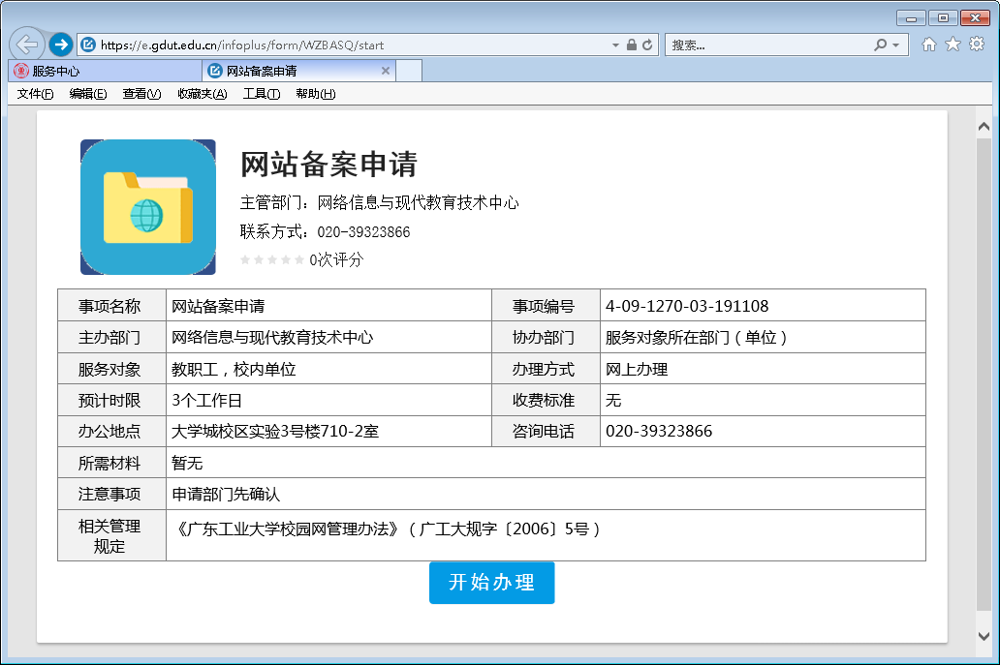 https://e.gdut.edu.cn/infoplus/form/WZBASQ/start
搜索...
服务中心
网站备案申请
文件(F) 编辑(E) 查看(V) 收藏夹(A) 工具(T) 帮助(H)
网站备案申请
主管部门：网络信息与现代教育技术中心
联系方式：020-39323866
0次评分
事项名称 网站备案申请 事项编号 4-09-1270-03-191108
主办部门 网络信息与现代教育技术中心 协办部门 服务对象所在部门（单位）
服务对象 教职工，校内单位 办理方式 网上办理
预计时限 3个工作日 收费标准 无
办公地点 大学城校区实验3号楼710-2室 咨询电话 020-39323866
所需材料 暂无
注意事项 申请部门先确认
相关管理
规定 《广东工业大学校园网管理办法》（广工大规字〔2006〕5号）
开始办理